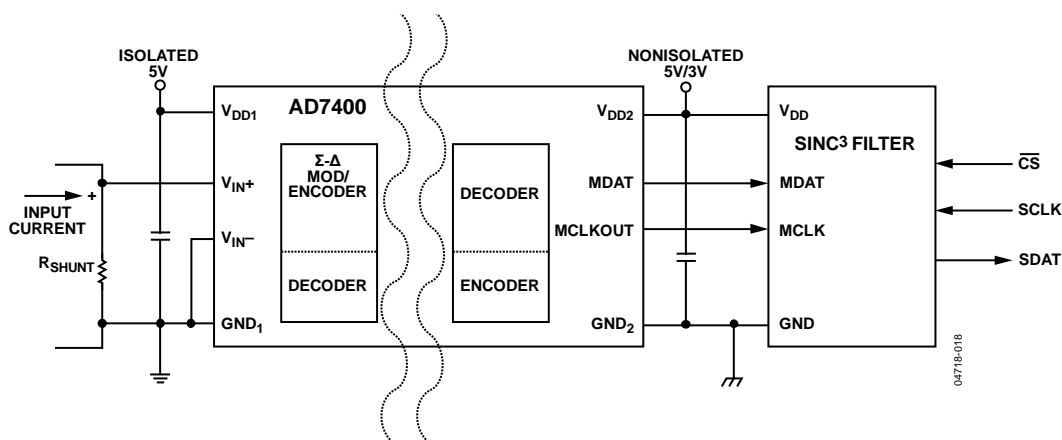 ISOLATED
5V
NONISOLATED
5V/3V
AD7400
VDD1
VIN+
VIN–
GND1
Σ-Δ
MOD/
ENCODER
DECODER
DECODER
ENCODER
VDD2
MDAT
MCLKOUT
GND2
VDD
SINC3 FILTER
MDAT
MCLK
GND
CS
SCLK
SDAT
+
INPUT
CURRENT
RSHUNT
04718-018